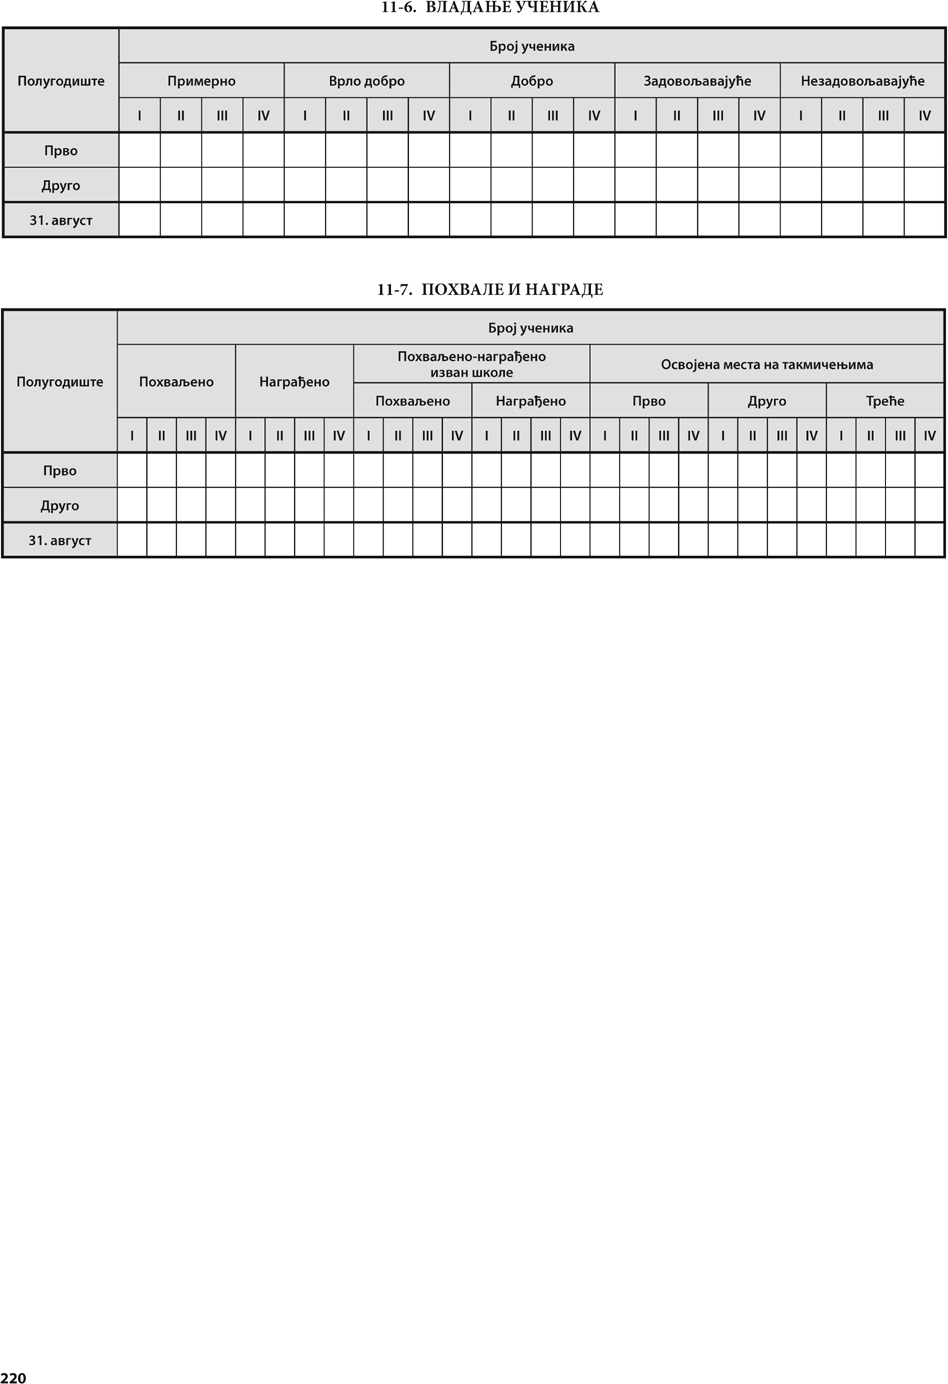 11-6. ВЛАДАЊЕ УЧЕНИКА
Полугодиште
Број ученика
Примерно Врло добро Добро Задовољавајуће Незадовољавајуће
I II III IV I II III IV I II III IV I II III IV I II III IV
Прво
Друго
31. август
11-7. ПОХВАЛЕ И НАГРАДЕ
Полугодиште
Број ученика
Похваљено Награђено
Похваљено-награђено
изван школе
Освојена места на такмичењима
Похваљено Награђено Прво Друго Треће
I II III IV I II III IV I II III IV I II III IV I II III IV I II III IV I II III IV
Прво
Друго
31. август
220